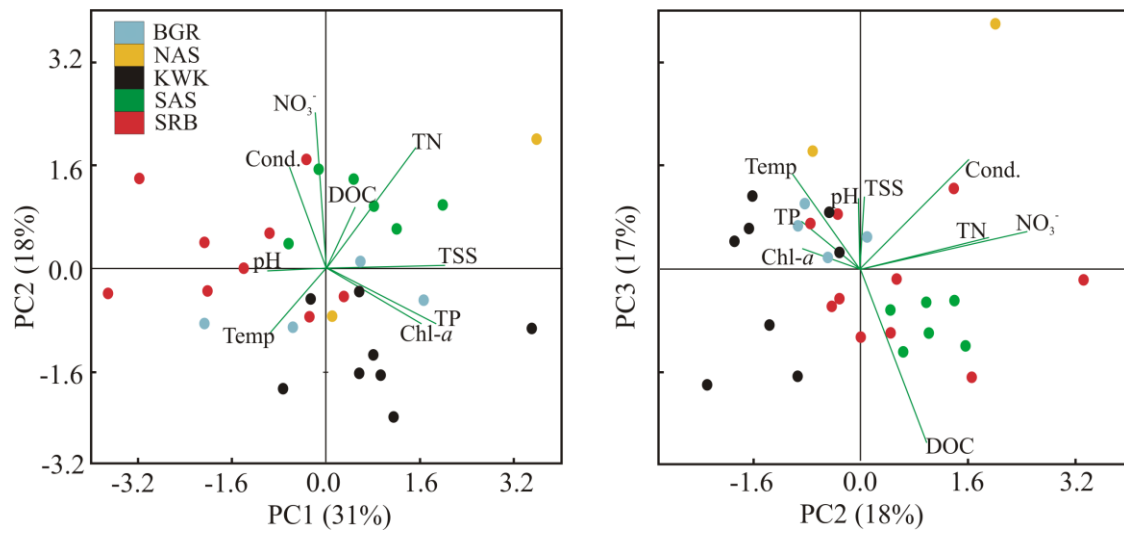 BGR
NAS
KWK
SAS
SRB
3.2
1.6
0.0
-1.6
-3.2
PC2 (18%)
NO₃⁻
TN
Cond.
DOC
TSS
pH
TP
Chl-a
Temp
-3.2 -1.6 0.0 1.6 3.2
PC1 (31%)
PC3 (17%)
Temp
pH TSS
Cond.
TP
TN NO₃⁻
Chl-a
DOC
-1.6 0.0 1.6 3.2
PC2 (18%)